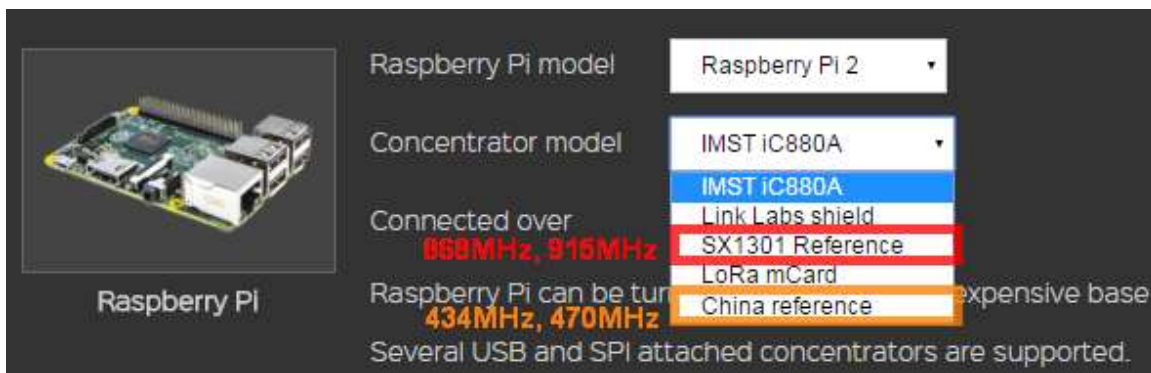 Raspberry Pi model
Raspberry Pi 2
Concentrator model
IMST iC880A
IMST iC880A
Connected over
Link Labs shield
868MHz, 915MHz
SX1301 Reference
LoRa mCard
Raspberry Pi
Raspberry Pi can be tur
expensive base
434MHz, 470MHz
China reference
Several USB and SPI attached concentrators are supported.